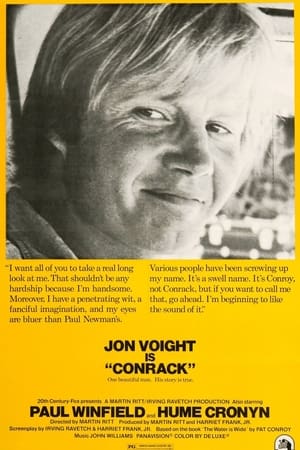 "I want all of you to take a real long
look at me. That shouldn't be any
hardship because I'm handsome.
Moreover, I have a penetrating wit, a
fanciful imagination, and my eyes
are bluer than Paul Newman's.
Various people have been screwing up
my name. It's a swell name. It's Conroy,
not Conrack, but if you want to call me
that, go ahead. I'm beginning to like
the sound of it."
JON VOIGHT
IS
"CONRACK"
One beautiful man. His story is true.
20th Century-Fox presents A MARTIN RITT/IRVING RAVETCH PRODUCTION Also starring
PAUL WINFIELD and HUME CRONYN
Directed by MARTIN RITT Produced by MARTIN RITT and HARRIET FRANK, JR.
Screenplay by IRVING RAVETCH & HARRIET FRANK, JR. Based on the book "The Water is Wide" by PAT CONROY
Music JOHN WILLIAMS PANAVISION® COLOR BY DELUXE®
PG